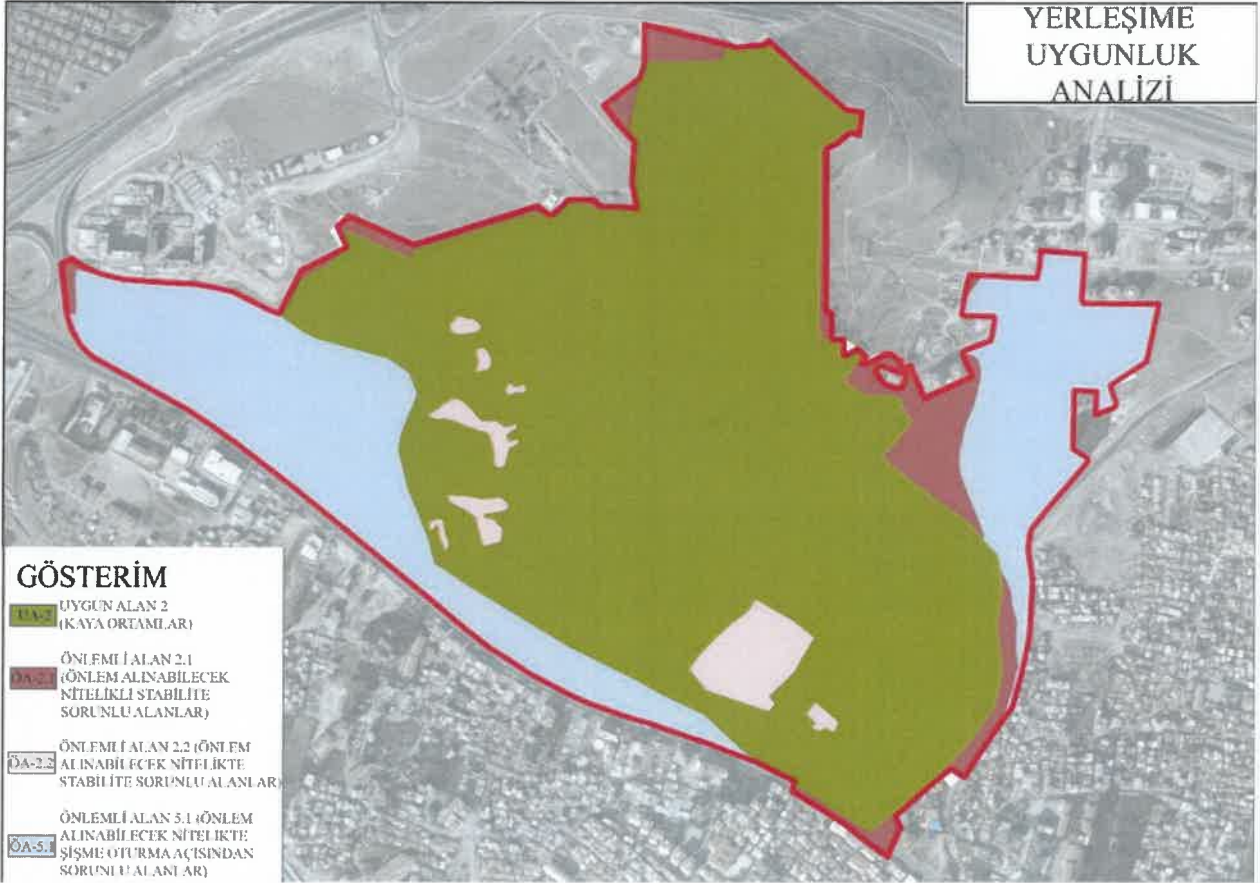 YERLEŞİME
UYGUNLUK
ANALİZİ
GÖSTERİM
UA-2
UYGUN ALAN 2
(KAYA ORTAMLAR)
ÖA-2.1
ÖNLEMLİ ALAN 2.1
(ÖNLEM ALINABİLECEK
NİTELİKLİ STABİLİTE
SORUNLU ALANLAR)
ÖA-2.2
ÖNLEMLİ ALAN 2.2 (ÖNLEM
ALINABİLECEK NİTELİKTE
STABİLİTE SORUNLU ALANLAR)
ÖA-5.1
ÖNLEMLİ ALAN 5.1 (ÖNLEM
ALINABİLECEK NİTELİKTE
ŞİŞME OTURMA AÇISINDAN
SORUNLU ALANLAR)